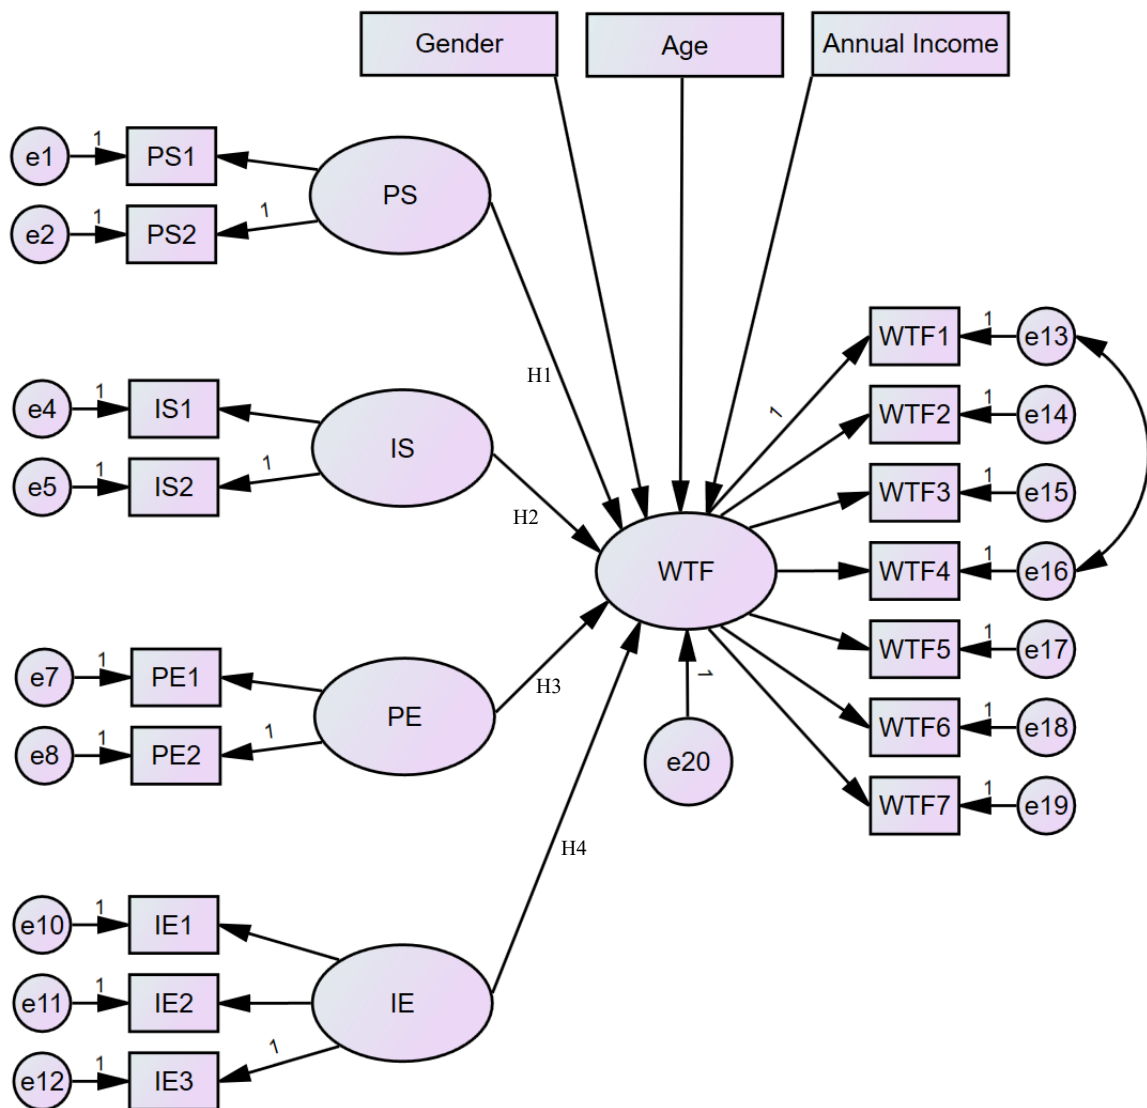 Gender
Age
Annual Income
e1
1
PS1
PS
e2
1
PS2
1
H1
e4
1
IS1
IS
e5
1
IS2
1
H2
e7
1
PE1
PE
e8
1
PE2
1
H3
e10
1
IE1
e11
1
IE2
IE
e12
1
IE3
1
H4
WTF
1
e20
1
WTF1
1
e13
WTF2
1
e14
WTF3
1
e15
WTF4
1
e16
WTF5
1
e17
WTF6
1
e18
WTF7
1
e19